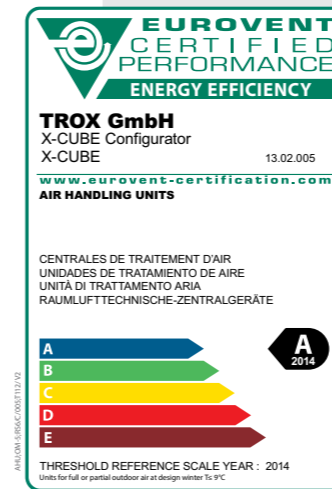 EUROVENT
CERTIFIED
PERFORMANCE
ENERGY EFFICIENCY
TROX GmbH
X-CUBE Configurator
X-CUBE 13.02.005
www.eurovent-certification.com
AIR HANDLING UNITS
CENTRALES DE TRAITEMENT D'AIR
UNIDADES DE TRATAMIENTO DE AIRE
UNITÀ DI TRATTAMENTO ARIA
RAUMLUFTTECHNISCHE-ZENTRALGERÄTE
A
A
2014
B
C
D
E
THRESHOLD REFERENCE SCALE YEAR : 2014
Units for full or partial outdoor air at design winter Ts 9°C